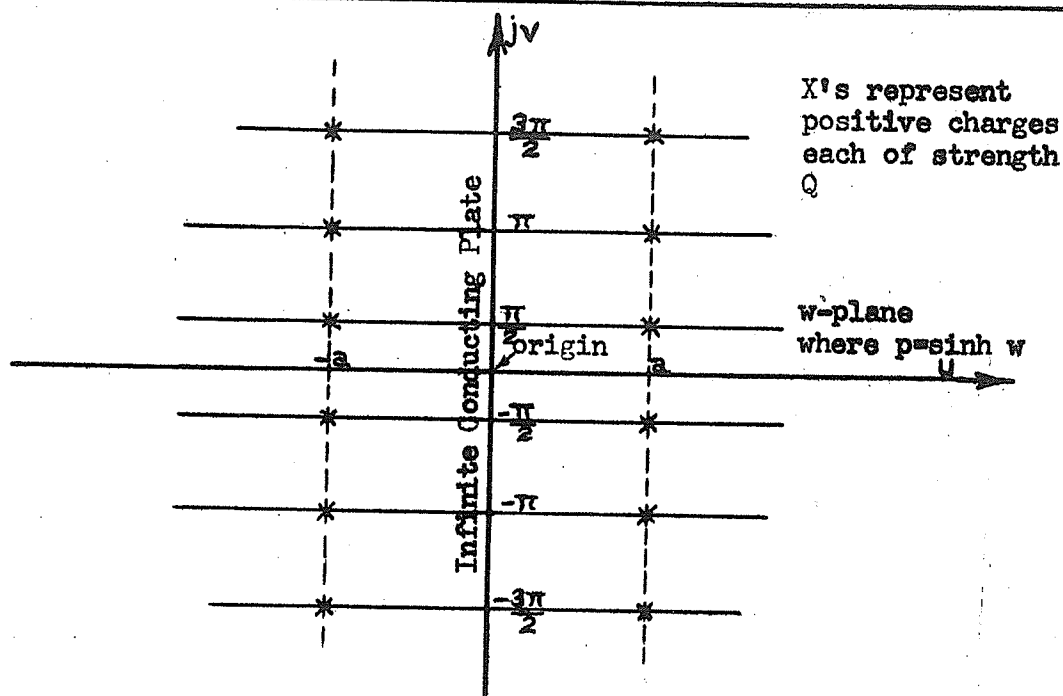 jv
X's represent
positive charges
each of strength
Q
3π/2
π
π/2
Infinite Conducting Plate
w-plane
where p=sinh w
origin
a
u
-π/2
-π
-3π/2